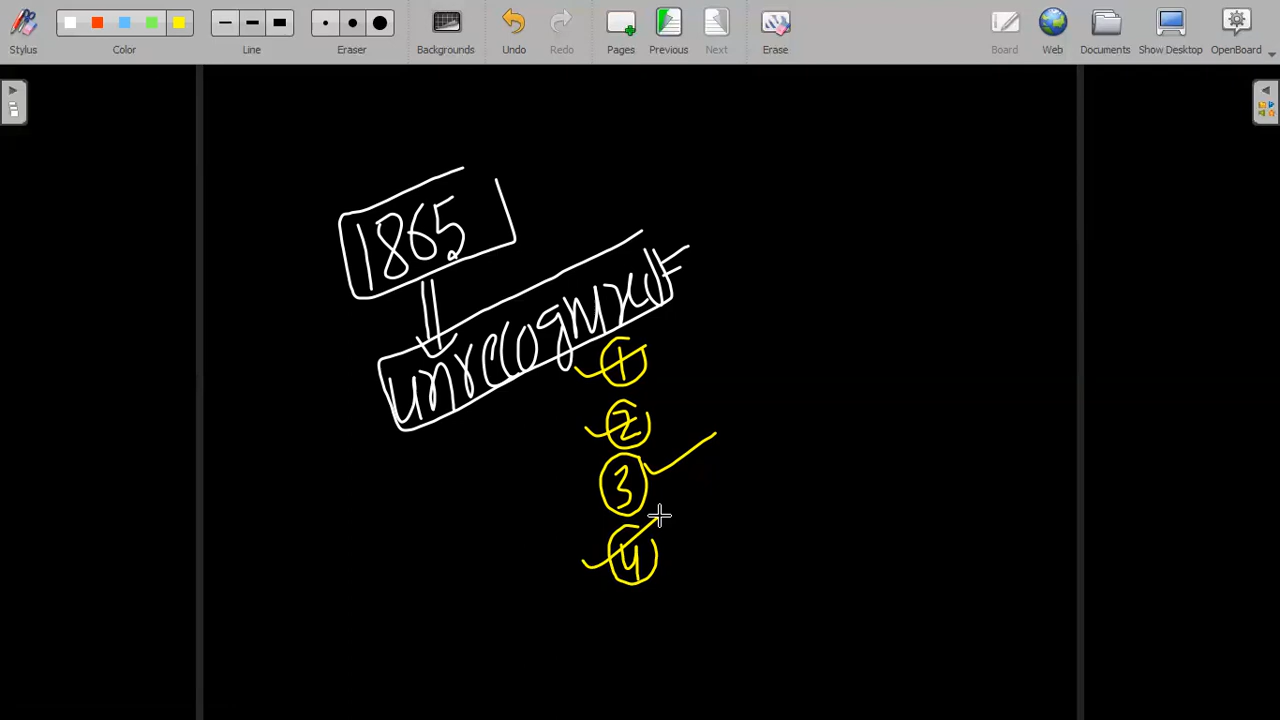 Stylus
Color
Line
Eraser
Backgrounds
Undo
Redo
Pages
Previous
Next
Erase
Board
Web
Documents
Show Desktop
OpenBoard
1865.
1
2
3
4